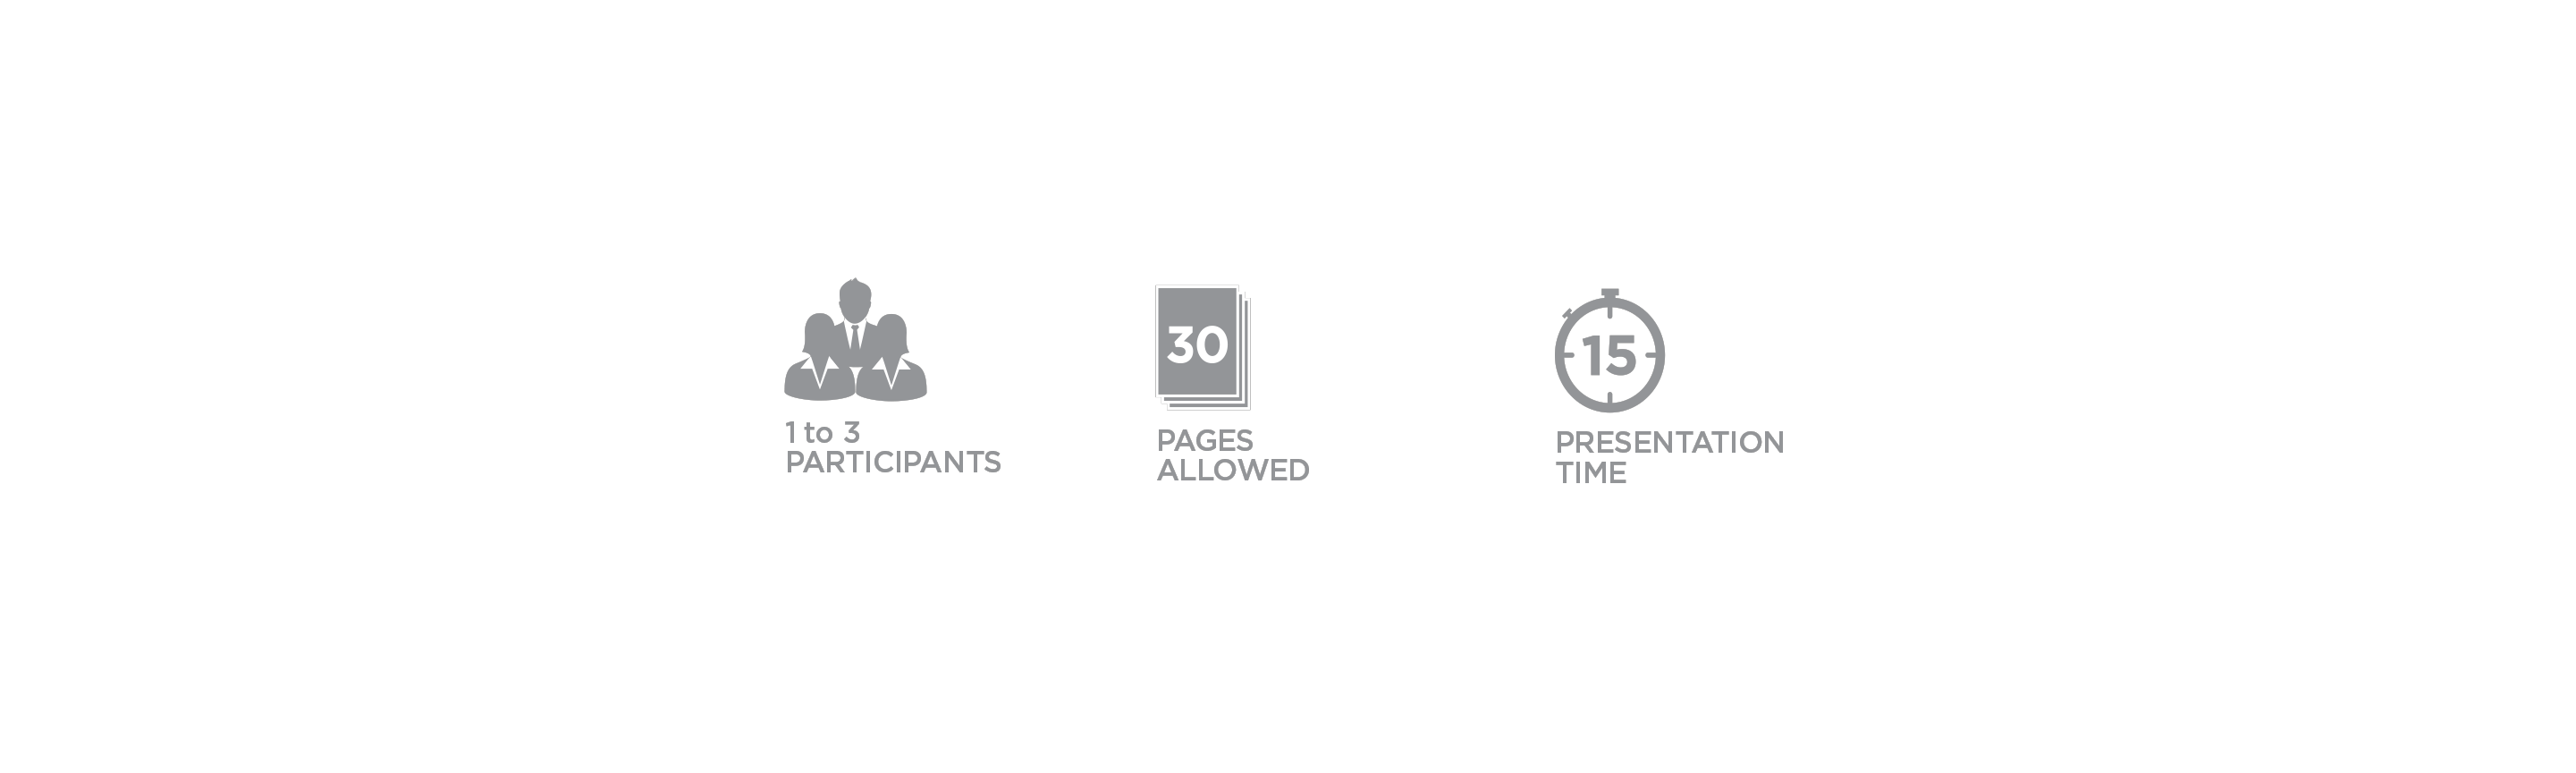 1 to 3
PARTICIPANTS
30
PAGES
ALLOWED
15
PRESENTATION
TIME